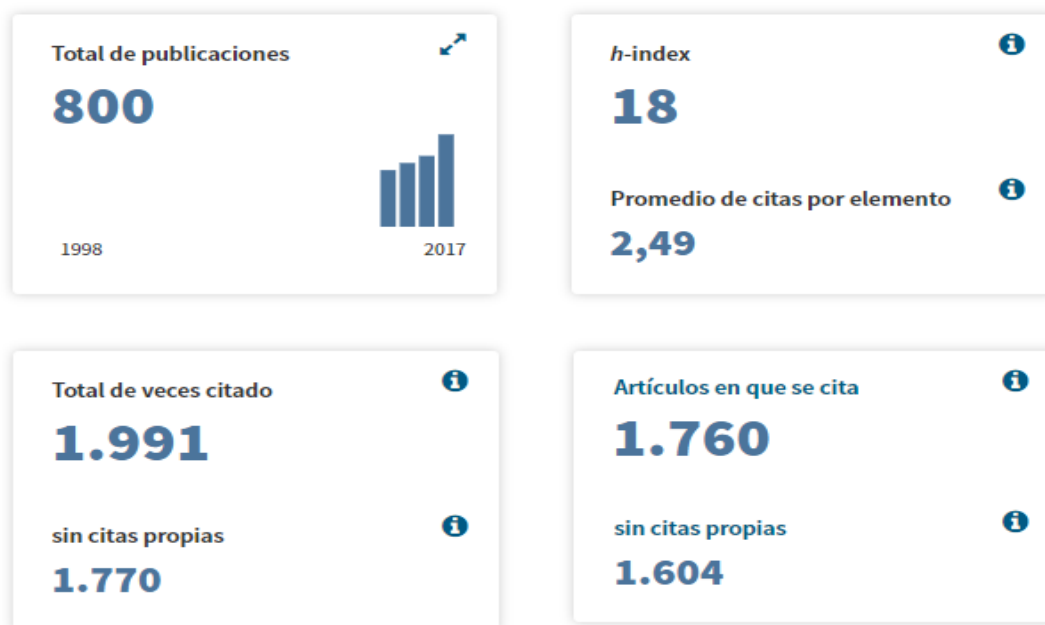 Total de publicaciones
800
1998
2017
h-index
18
Promedio de citas por elemento
2,49
Total de veces citado
1.991
sin citas propias
1.770
Artículos en que se cita
1.760
sin citas propias
1.604